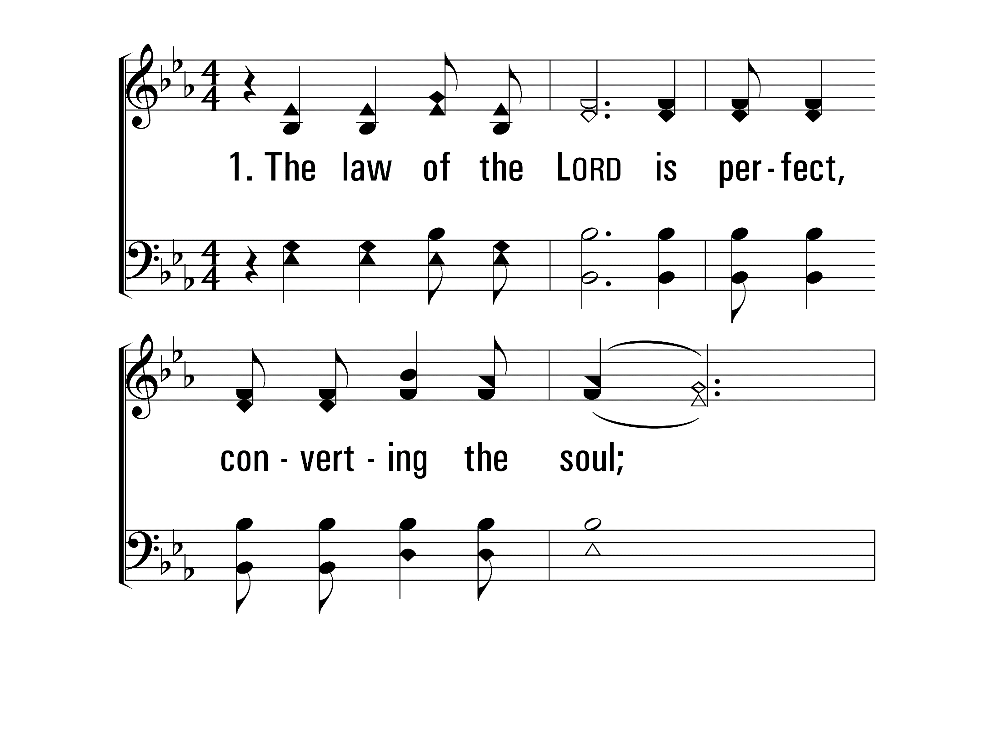 1. The law of the LORD is per-fect,
con - vert - ing the soul;